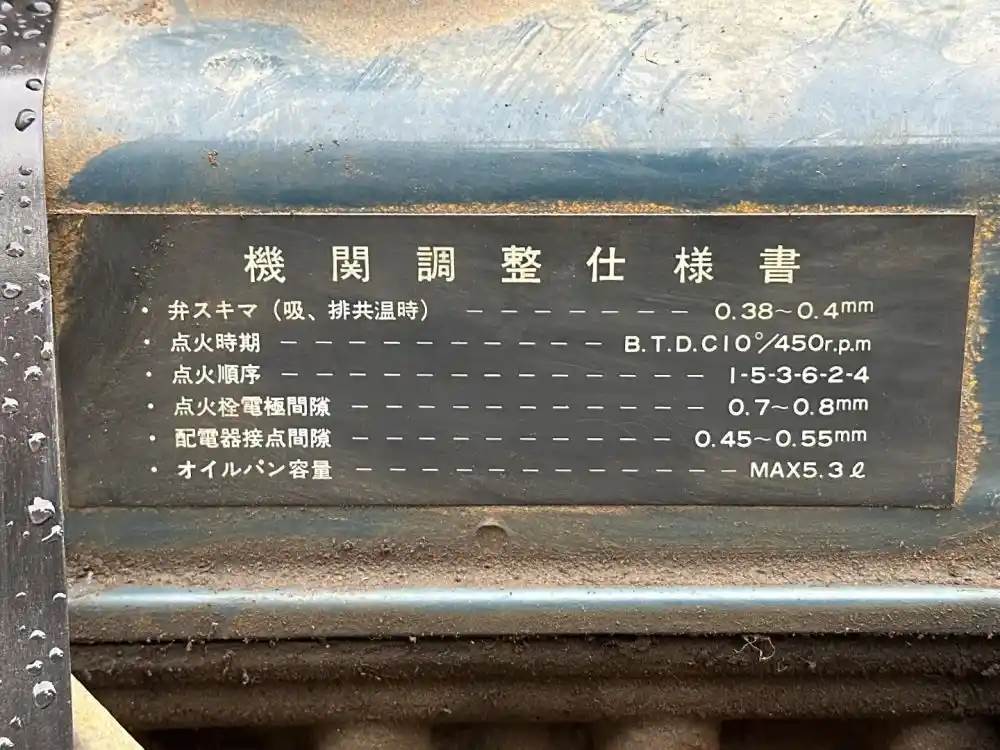 機関調整仕様書
・弁スキマ（吸、排共温時） ------- 0.38~0.4mm
・点火時期 ----------- B.T.D.C10°/450r.p.m
・点火順序 -------------- 1-5-3-6-2-4
・点火栓電極間隙 ------------ 0.7~0.8mm
・配電器接点間隙 ----------- 0.45~0.55mm
・オイルパン容量 ------------- MAX5.3ℓ